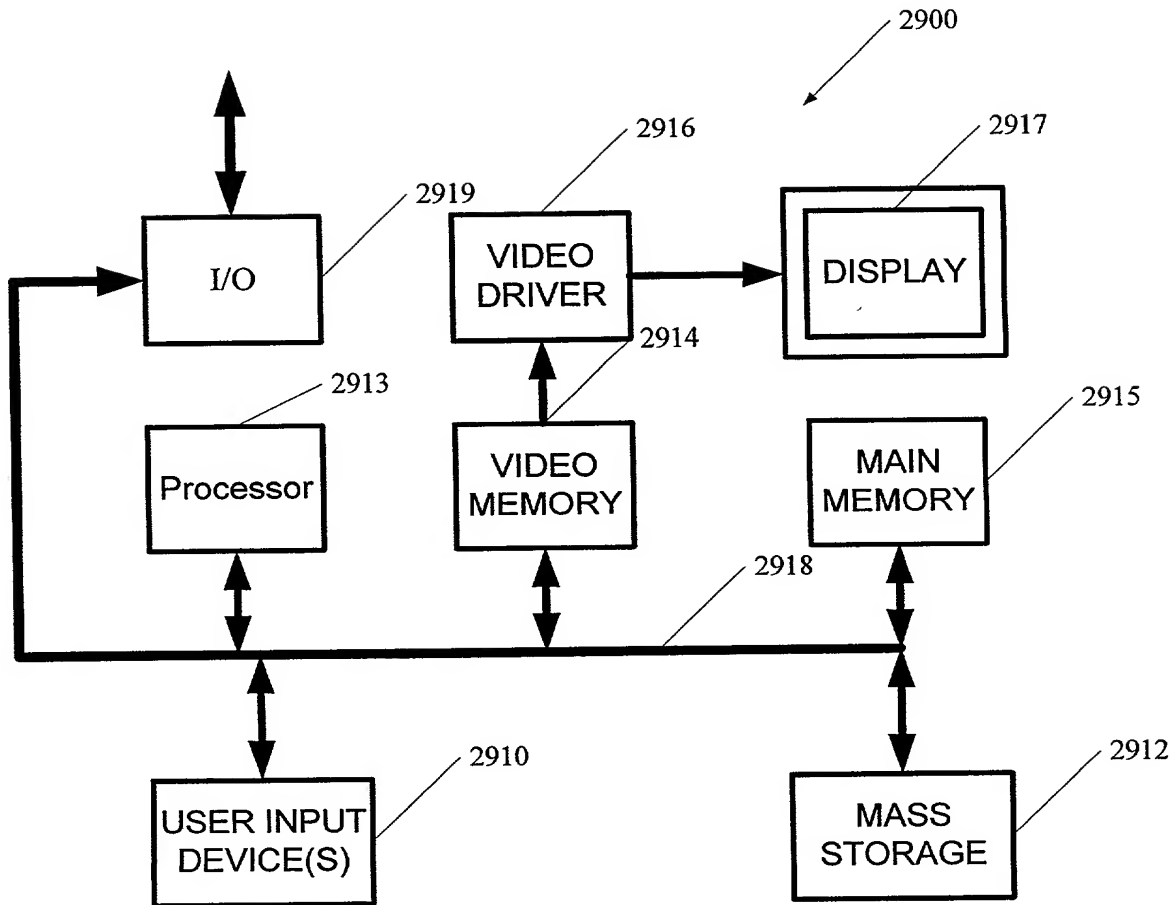 2900
2916
2917
2919
I/O
VIDEO
DRIVER
DISPLAY
2914
2913
2915
Processor
VIDEO
MEMORY
MAIN
MEMORY
2918
2910
2912
USER INPUT
DEVICE(S)
MASS
STORAGE